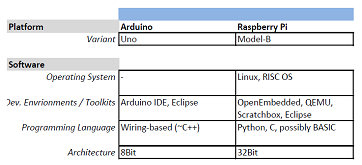 Platform Arduino Raspberry Pi
Variant Uno Model-B
Software
Operating System - Linux, RISC OS
Dev. Envrionments / Toolkits Arduino IDE, Eclipse OpenEmbedded, QEMU,
Scratchbox, Eclipse
Programming Language Wiring-based (~C++) Python, C, possibly BASIC
Architecture 8Bit 32Bit